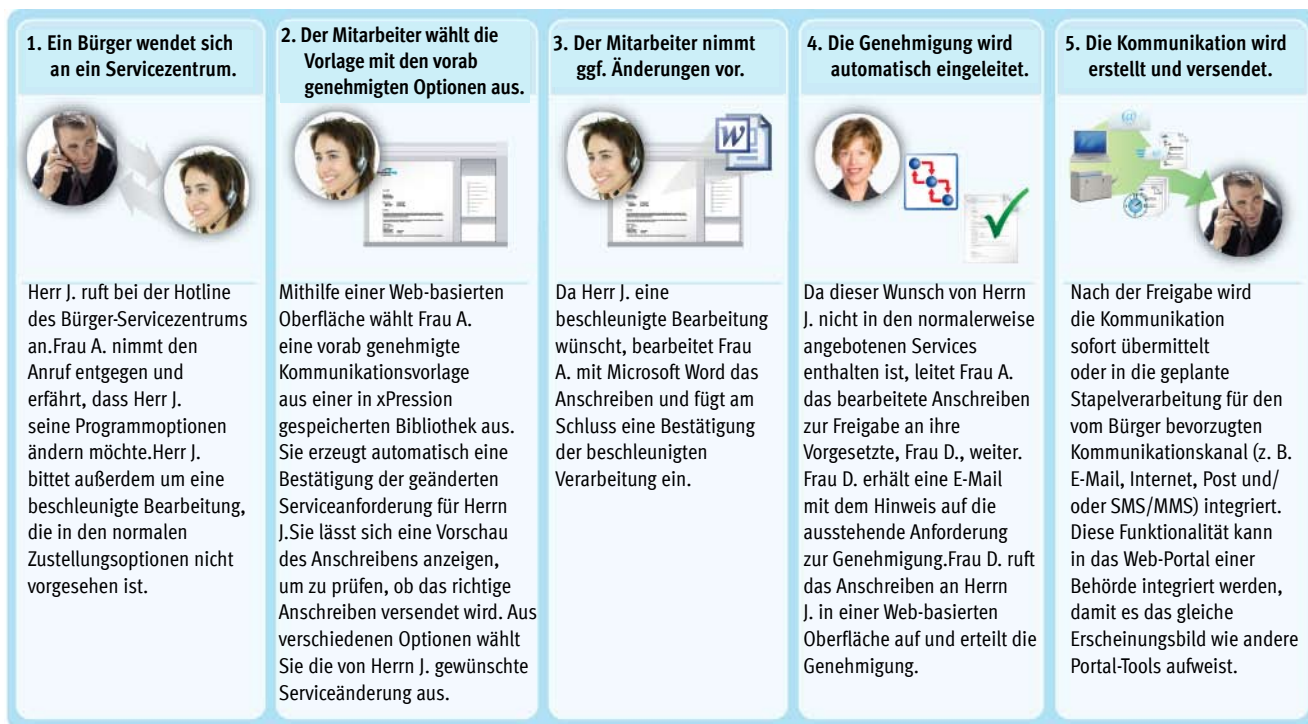 1. Ein Bürger wendet sich
an ein Servicezentrum.
Herr J. ruft bei der Hotline
des Bürger-Servicezentrums
an.Frau A. nimmt den
Anruf entgegen und
erfährt, dass Herr J.
seine Programmoptionen
ändern möchte.Herr J.
bittet außerdem um eine
beschleunigte Bearbeitung,
die in den normalen
Zustellungsoptionen nicht
vorgesehen ist.
2. Der Mitarbeiter wählt die
Vorlage mit den vorab
genehmigten Optionen aus.
Mithilfe einer Web-basierten
Oberfläche wählt Frau A.
eine vorab genehmigte
Kommunikationsvorlage
aus einer in xPression
gespeicherten Bibliothek aus.
Sie erzeugt automatisch eine
Bestätigung der geänderten
Serviceanforderung für Herrn
J.Sie lässt sich eine Vorschau
des Anschreibens anzeigen,
um zu prüfen, ob das richtige
Anschreiben versendet wird. Aus
verschiedenen Optionen wählt
Sie die von Herrn J. gewünschte
Serviceänderung aus.
3. Der Mitarbeiter nimmt
ggf. Änderungen vor.
W
Da Herr J. eine
beschleunigte Bearbeitung
wünscht, bearbeitet Frau
A. mit Microsoft Word das
Anschreiben und fügt am
Schluss eine Bestätigung
der beschleunigten
Verarbeitung ein.
4. Die Genehmigung wird
automatisch eingeleitet.
Da dieser Wunsch von Herrn
J. nicht in den normalerweise
angebotenen Services
enthalten ist, leitet Frau A.
das bearbeitete Anschreiben
zur Freigabe an ihre
Vorgesetzte, Frau D., weiter.
Frau D. erhält eine E-Mail
mit dem Hinweis auf die
ausstehende Anforderung
zur Genehmigung.Frau D. ruft
das Anschreiben an Herrn
J. in einer Web-basierten
Oberfläche auf und erteilt die
Genehmigung.
5. Die Kommunikation wird
erstellt und versendet.
@
Nach der Freigabe wird
die Kommunikation
sofort übermittelt
oder in die geplante
Stapelverarbeitung für den
vom Bürger bevorzugten
Kommunikationskanal (z. B.
E-Mail, Internet, Post und/
oder SMS/MMS) integriert.
Diese Funktionalität kann
in das Web-Portal einer
Behörde integriert werden,
damit es das gleiche
Erscheinungsbild wie andere
Portal-Tools aufweist.